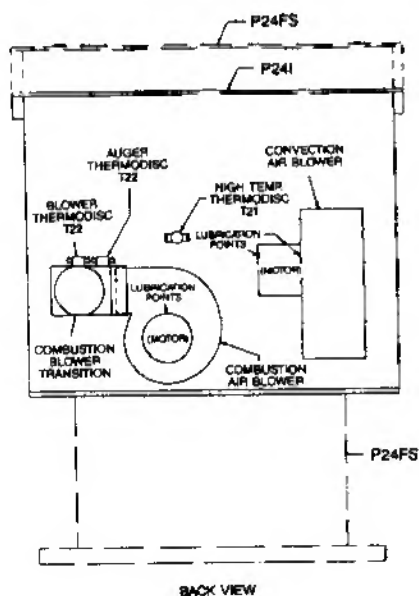 P24FS
P24I
AUGER
THERMODISC
T22
CONVECTION
AIR BLOWER
BLOWER
THERMODISC
T22
HIGH TEMP.
THERMODISC
T21
LUBRICATION
POINTS
(MOTOR)
LUBRICATION
POINTS
(MOTOR)
COMBUSTION
BLOWER
TRANSITION
COMBUSTION
AIR BLOWER
P24FS
BACK VIEW